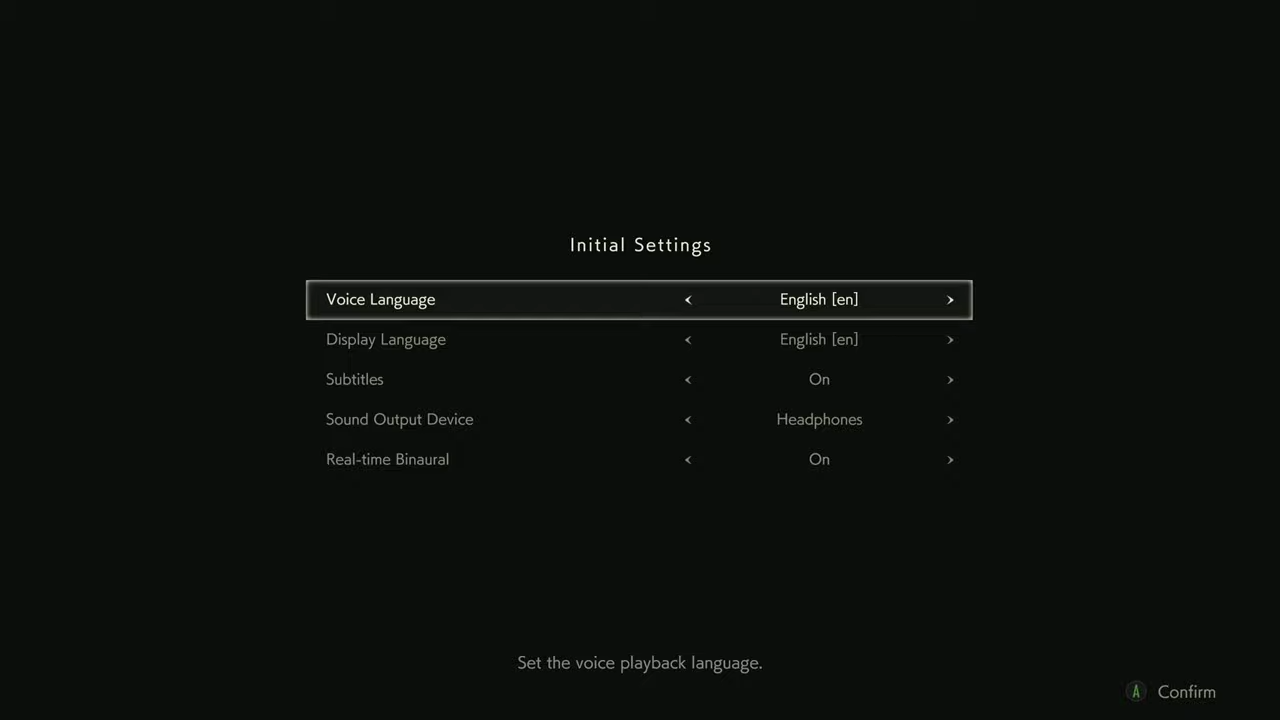 Initial Settings
Voice Language < English [en] >
Display Language < English [en] >
Subtitles < On >
Sound Output Device < Headphones >
Real-time Binaural < On >
Set the voice playback language.
A Confirm